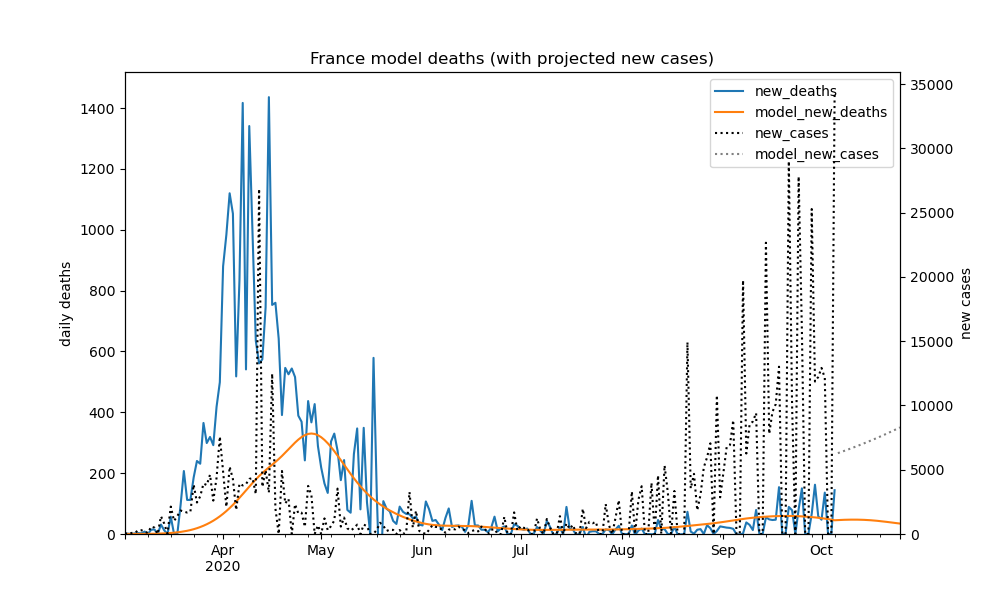 France model deaths (with projected new cases)
new_deaths
model_new_deaths
new_cases
model_new_cases
1400
1200
1000
800
600
400
200
0
daily deaths
35000
30000
25000
20000
15000
10000
5000
0
new cases
Apr
2020
May
Jun
Jul
Aug
Sep
Oct